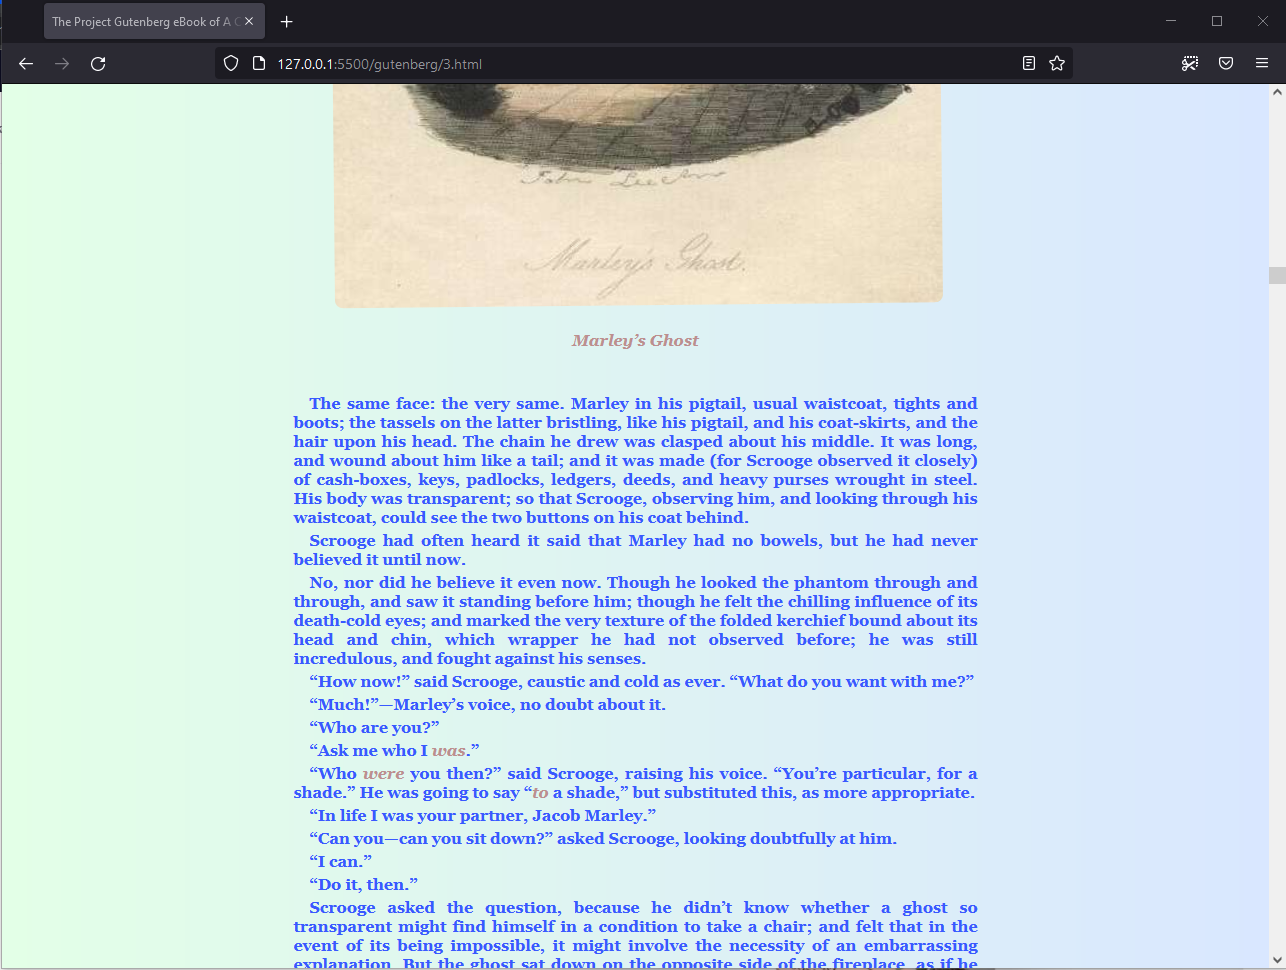 The Project Gutenberg eBook of A C
127.0.0.1:5500/gutenberg/3.html
John Leech
Marley's Ghost.
Marley’s Ghost
The same face: the very same. Marley in his pigtail, usual waistcoat, tights and
boots; the tassels on the latter bristling, like his pigtail, and his coat-skirts, and the
hair upon his head. The chain he drew was clasped about his middle. It was long,
and wound about him like a tail; and it was made (for Scrooge observed it closely)
of cash-boxes, keys, padlocks, ledgers, deeds, and heavy purses wrought in steel.
His body was transparent; so that Scrooge, observing him, and looking through his
waistcoat, could see the two buttons on his coat behind.
Scrooge had often heard it said that Marley had no bowels, but he had never
believed it until now.
No, nor did he believe it even now. Though he looked the phantom through and
through, and saw it standing before him; though he felt the chilling influence of its
death-cold eyes; and marked the very texture of the folded kerchief bound about its
head and chin, which wrapper he had not observed before; he was still
incredulous, and fought against his senses.
“How now!” said Scrooge, caustic and cold as ever. “What do you want with me?”
“Much!”—Marley’s voice, no doubt about it.
“Who are you?”
“Ask me who I was.”
“Who were you then?” said Scrooge, raising his voice. “You’re particular, for a
shade.” He was going to say “to a shade,” but substituted this, as more appropriate.
“In life I was your partner, Jacob Marley.”
“Can you—can you sit down?” asked Scrooge, looking doubtfully at him.
“I can.”
“Do it, then.”
Scrooge asked the question, because he didn’t know whether a ghost so
transparent might find himself in a condition to take a chair; and felt that in the
event of its being impossible, it might involve the necessity of an embarrassing
explanation. But the ghost sat down on the opposite side of the fireplace, as if he